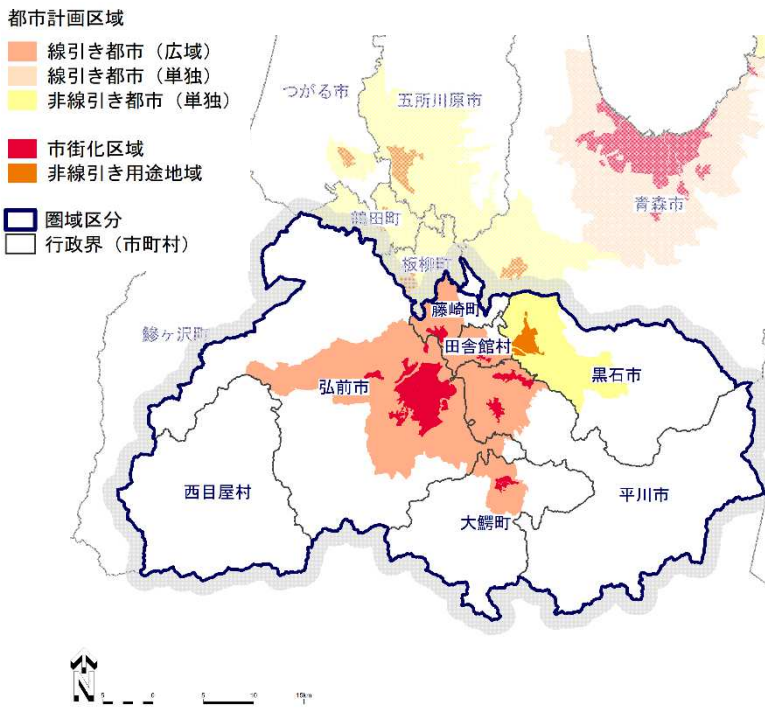 都市計画区域
線引き都市（広域）
線引き都市（単独）
非線引き都市（単独）
市街化区域
非線引き用途地域
圏域区分
行政界（市町村）
つがる市
五所川原市
青森市
鶴田町
板柳町
藤崎町
鰺ヶ沢町
田舎館村
黒石市
弘前市
西目屋村
平川市
大鰐町
N
5 0 5 10 15km